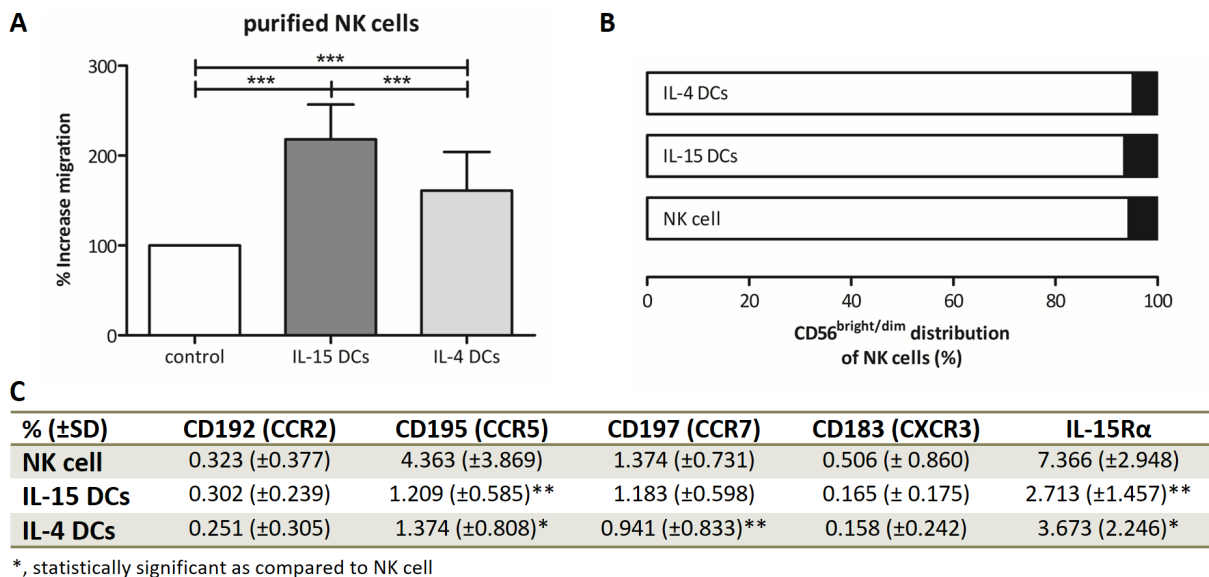 A
purified NK cells
***
***
***
300
200
100
0
% Increase migration
control
IL-15 DCs
IL-4 DCs
B
IL-4 DCs
IL-15 DCs
NK cell
0
20
40
60
80
100
CD56bright/dim distribution
of NK cells (%)
C
% (±SD) CD192 (CCR2) CD195 (CCR5) CD197 (CCR7) CD183 (CXCR3) IL-15Rα
NK cell 0.323 (±0.377) 4.363 (±3.869) 1.374 (±0.731) 0.506 (± 0.860) 7.366 (±2.948)
IL-15 DCs 0.302 (±0.239) 1.209 (±0.585)** 1.183 (±0.598) 0.165 (± 0.175) 2.713 (±1.457)**
IL-4 DCs 0.251 (±0.305) 1.374 (±0.808)* 0.941 (±0.833)** 0.158 (±0.242) 3.673 (2.246)*
*, statistically significant as compared to NK cell